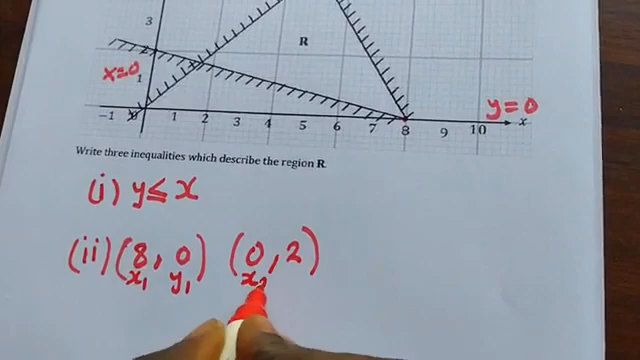 3
R
x=0
1
y=0
-1 0 1 2 3 4 5 6 7 8 9 10 x
Write three inequalities which describe the region R.
(i) y≤x
(ii) (8, 0) (0, 2)
x₁ y₁ x₂